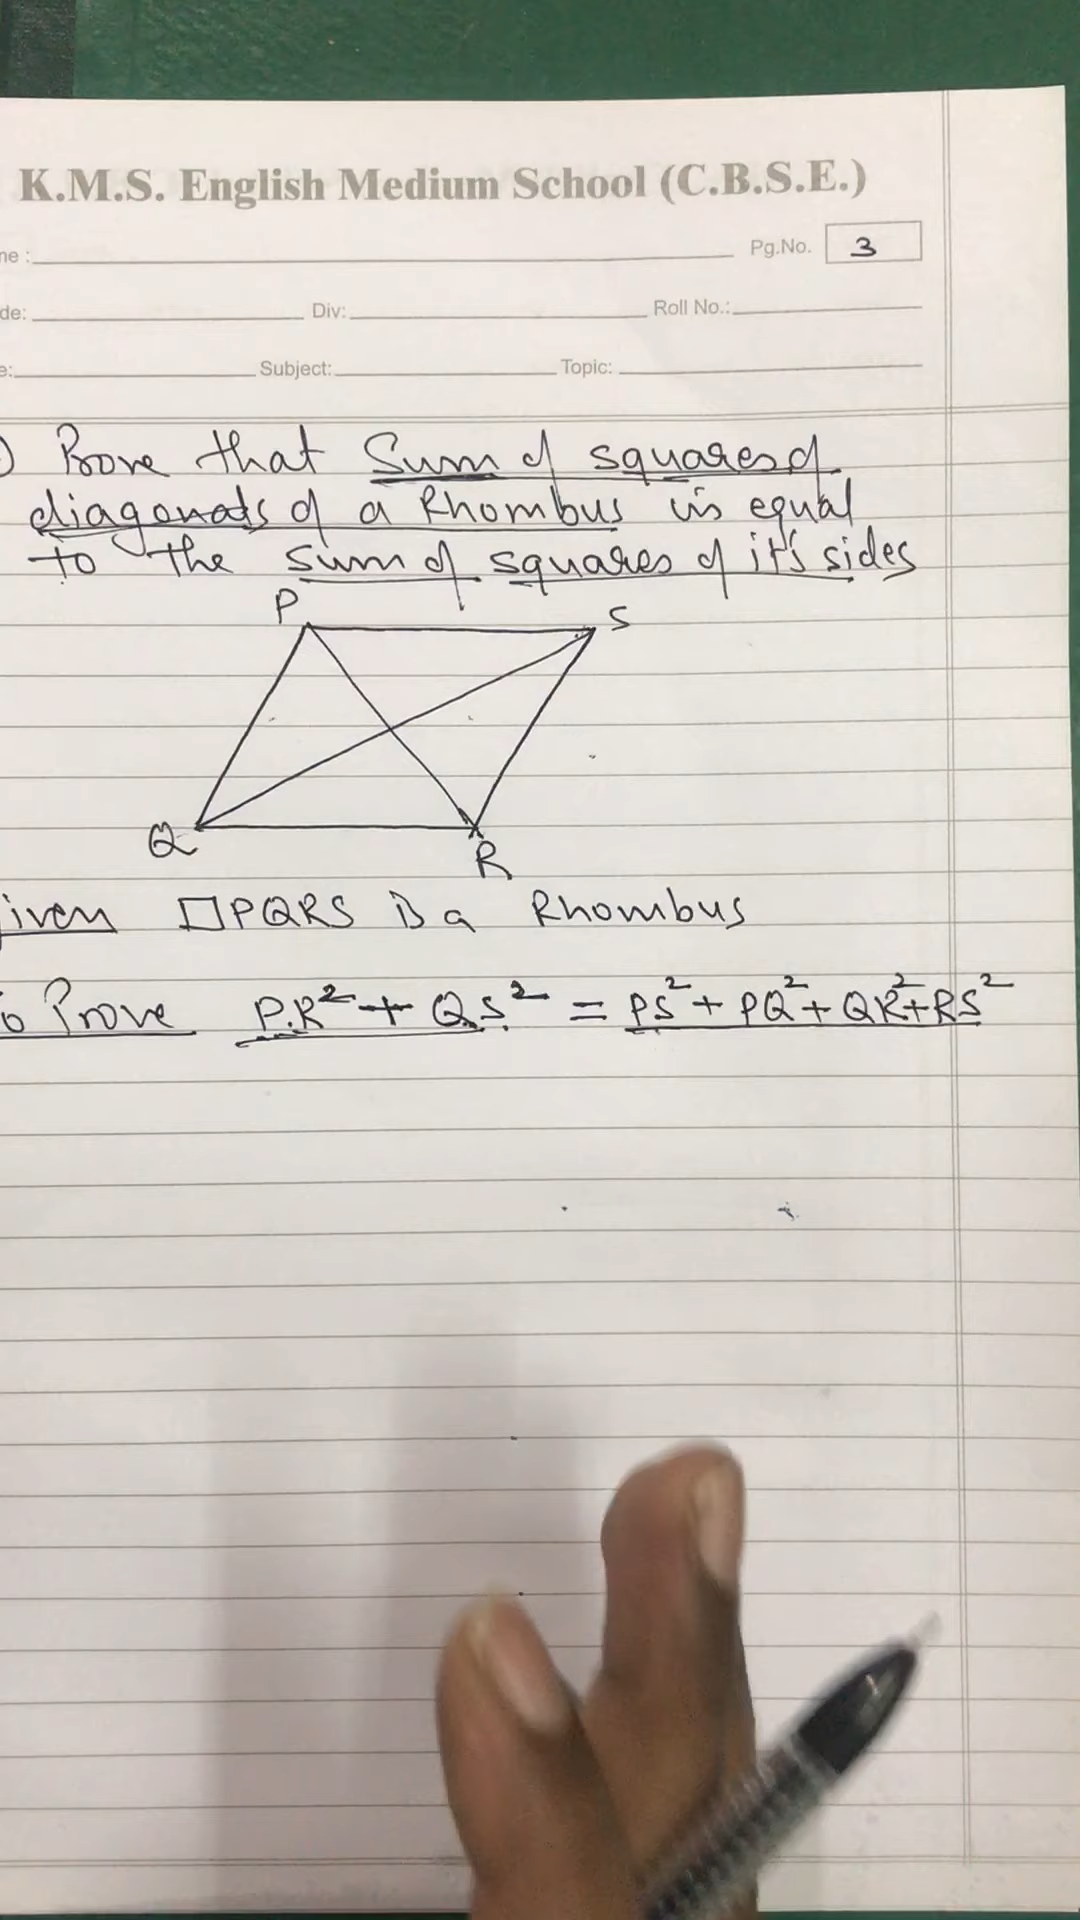 K.M.S. English Medium School (C.B.S.E.)
ne : Pg.No. 3
de: Div: Roll No.:
e: Subject: Topic:
) Prove that Sum of squares of
diagonals of a Rhombus is equal
to the sum of squares of it's sides
P S
Q R
iven □PQRS is a Rhombus
o Prove PR² + QS² = PS² + PQ² + QR² + RS²